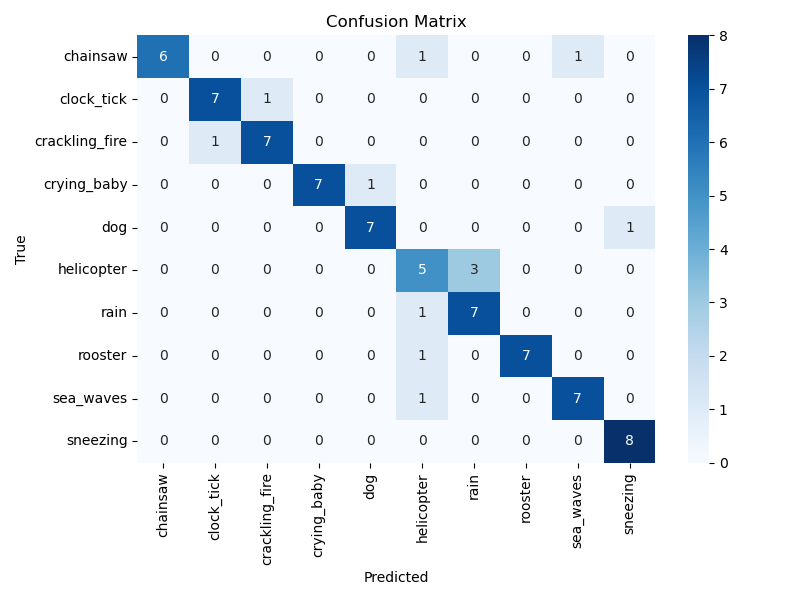 Confusion Matrix
True
chainsaw 6 0 0 0 0 1 0 0 1 0
clock_tick 0 7 1 0 0 0 0 0 0 0
crackling_fire 0 1 7 0 0 0 0 0 0 0
crying_baby 0 0 0 7 1 0 0 0 0 0
dog 0 0 0 0 7 0 0 0 0 1
helicopter 0 0 0 0 0 5 3 0 0 0
rain 0 0 0 0 0 1 7 0 0 0
rooster 0 0 0 0 0 1 0 7 0 0
sea_waves 0 0 0 0 0 1 0 0 7 0
sneezing 0 0 0 0 0 0 0 0 0 8
chainsaw clock_tick crackling_fire crying_baby dog helicopter rain rooster sea_waves sneezing
Predicted
8
7
6
5
4
3
2
1
0